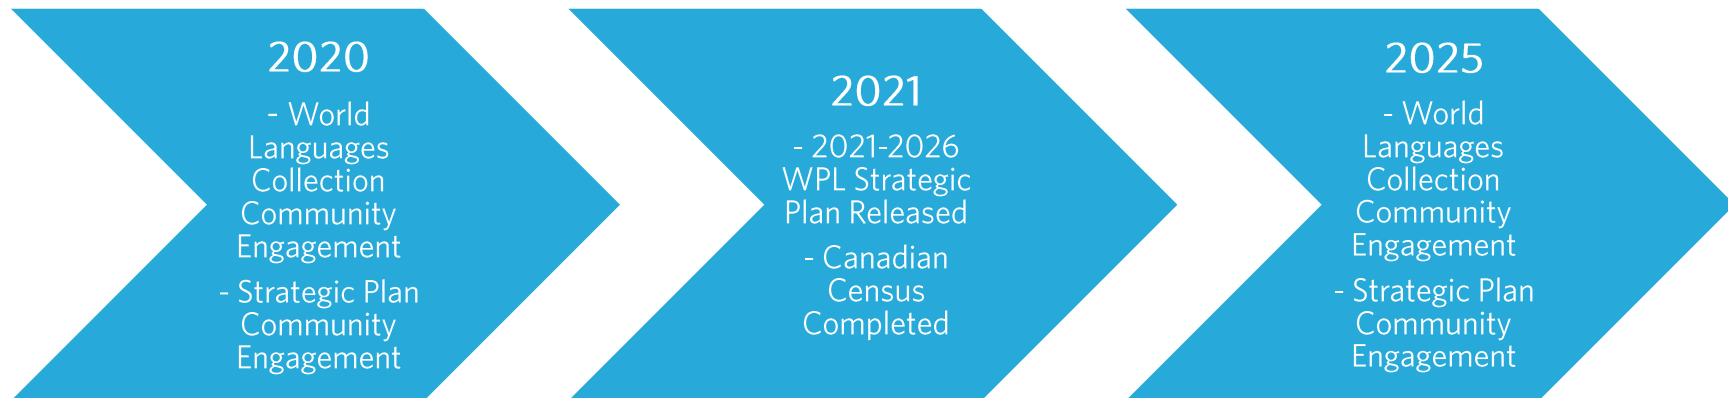 2020
- World
Languages
Collection
Community
Engagement
- Strategic Plan
Community
Engagement
2021
- 2021-2026
WPL Strategic
Plan Released
- Canadian
Census
Completed
2025
- World
Languages
Collection
Community
Engagement
- Strategic Plan
Community
Engagement